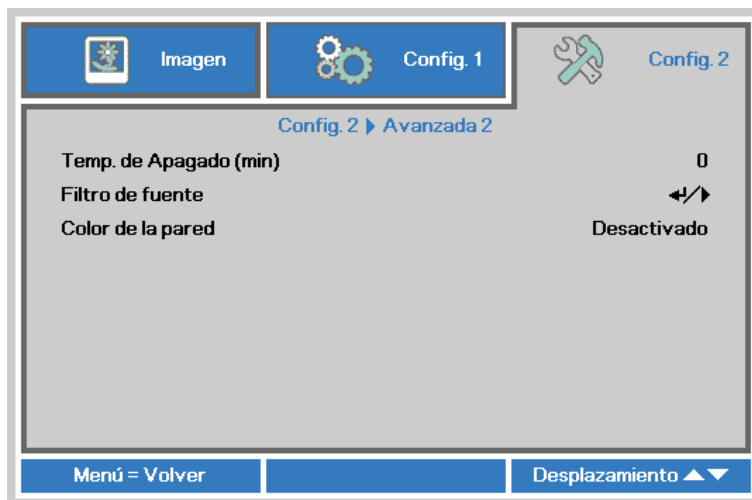 Imagen Config. 1 Config. 2
Config. 2 ▶ Avanzada 2
Temp. de Apagado (min) 0
Filtro de fuente ↵/▶
Color de la pared Desactivado
Menú = Volver Desplazamiento ▲▼